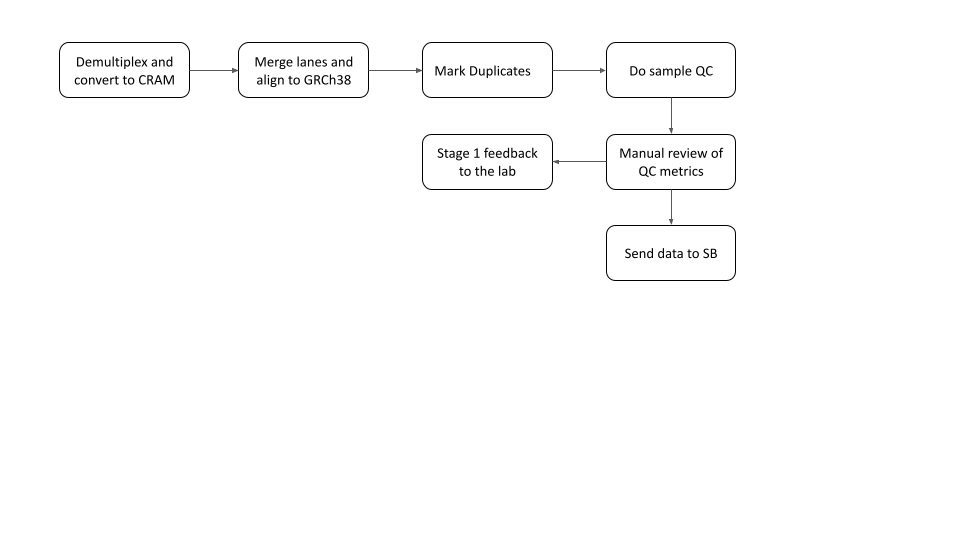 Demultiplex and
convert to CRAM
Merge lanes and
align to GRCh38
Mark Duplicates
Do sample QC
Stage 1 feedback
to the lab
Manual review of
QC metrics
Send data to SB